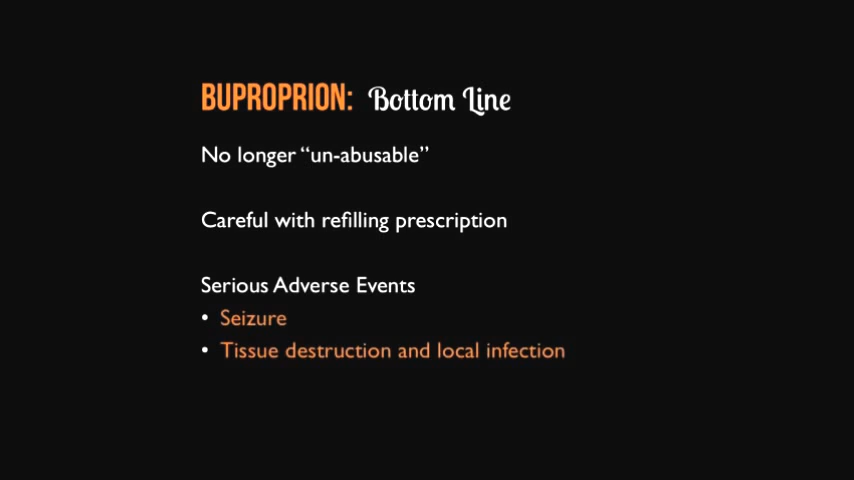 BUPROPRION: Bottom Line
No longer “un-abusable”
Careful with refilling prescription
Serious Adverse Events
• Seizure
• Tissue destruction and local infection